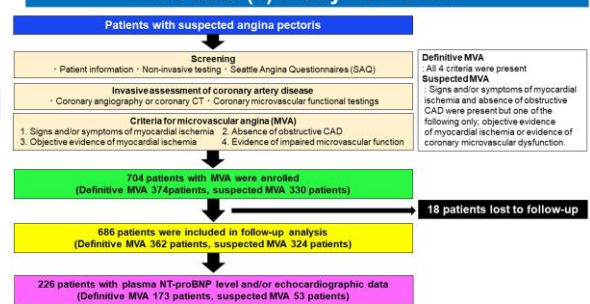 Patients with suspected angina pectoris
Screening
・Patient information ・Non-invasive testing ・Seattle Angina Questionnaires (SAQ)
Invasive assessment of coronary artery disease
・Coronary angiography or coronary CT ・Coronary microvascular functional testings
Criteria for microvascular angina (MVA)
1. Signs and/or symptoms of myocardial ischemia 2. Absence of obstructive CAD
3. Objective evidence of myocardial ischemia 4. Evidence of impaired microvascular function
Definitive MVA
: All 4 criteria were present
Suspected MVA
: Signs and/or symptoms of myocardial
ischemia and absence of obstructive
CAD were present but one of the
following only; objective evidence
of myocardial ischemia or evidence of
coronary microvascular dysfunction.
704 patients with MVA were enrolled
(Definitive MVA 374patients, suspected MVA 330 patients)
18 patients lost to follow-up
686 patients were included in follow-up analysis
(Definitive MVA 362 patients, suspected MVA 324 patients)
226 patients with plasma NT-proBNP level and/or echocardiographic data
(Definitive MVA 173 patients, suspected MVA 53 patients)